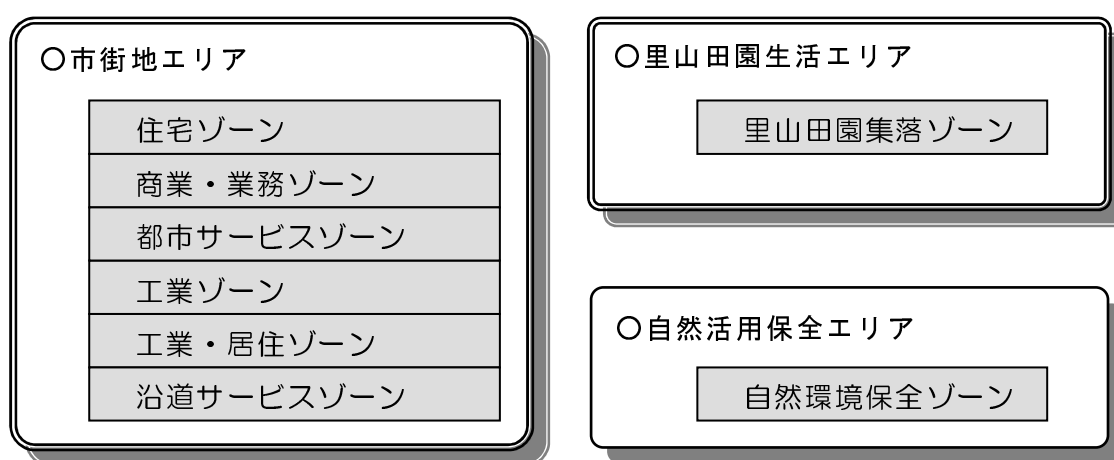 〇市街地エリア
住宅ゾーン
商業・業務ゾーン
都市サービスゾーン
工業ゾーン
工業・居住ゾーン
沿道サービスゾーン
〇里山田園生活エリア
里山田園集落ゾーン
〇自然活用保全エリア
自然環境保全ゾーン